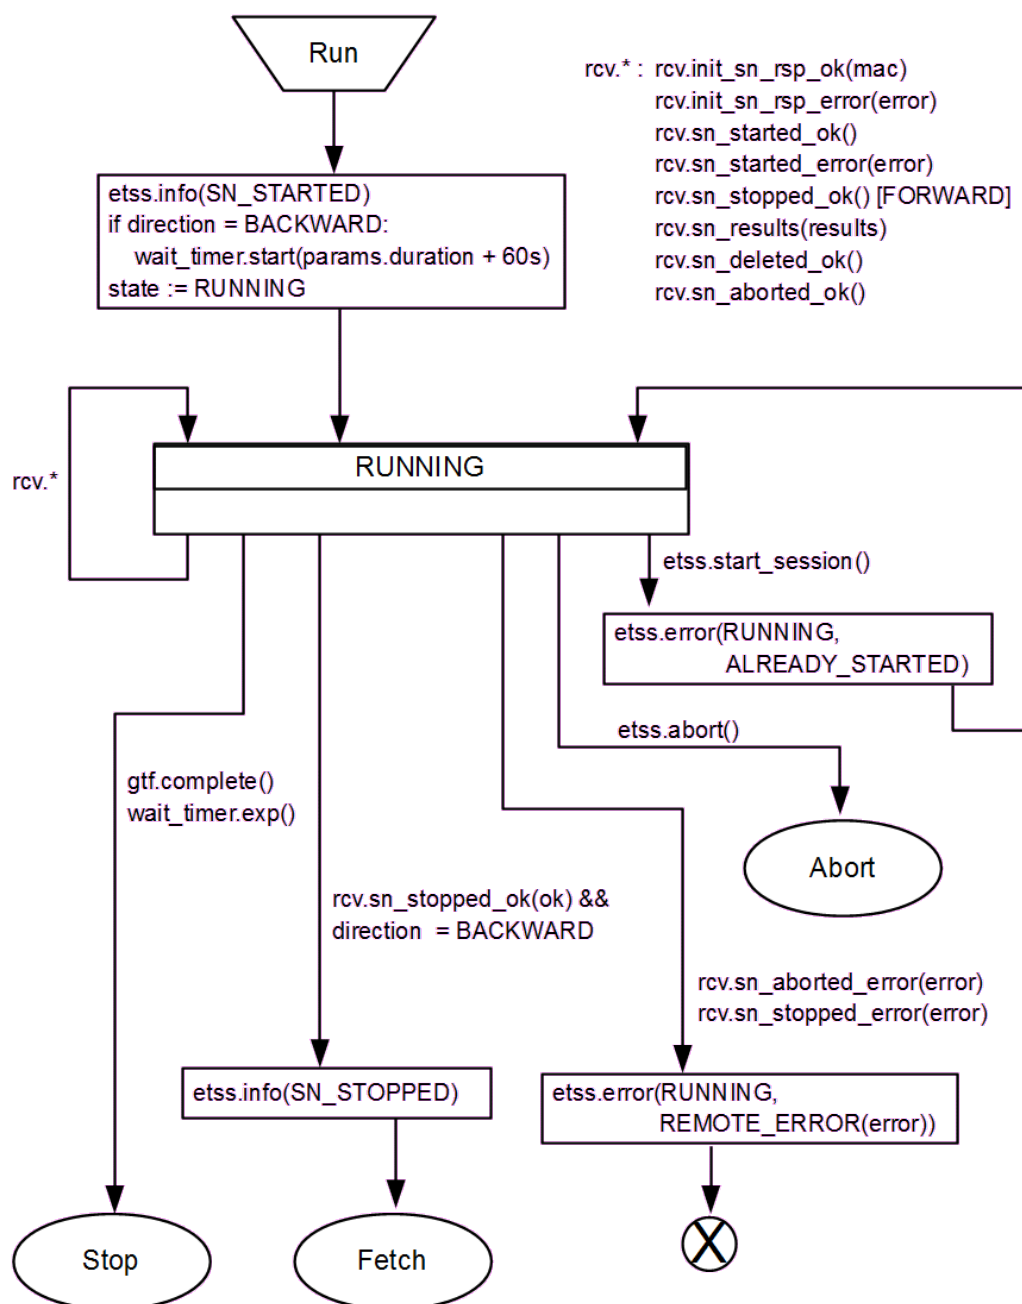 Run
rcv.* : rcv.init_sn_rsp_ok(mac)
rcv.init_sn_rsp_error(error)
rcv.sn_started_ok()
rcv.sn_started_error(error)
rcv.sn_stopped_ok() [FORWARD]
rcv.sn_results(results)
rcv.sn_deleted_ok()
rcv.sn_aborted_ok()
etss.info(SN_STARTED)
if direction = BACKWARD:
wait_timer.start(params.duration + 60s)
state := RUNNING
RUNNING
rcv.*
etss.start_session()
etss.error(RUNNING,
ALREADY_STARTED)
etss.abort()
gtf.complete()
wait_timer.exp()
Abort
rcv.sn_stopped_ok(ok) &&
direction = BACKWARD
rcv.sn_aborted_error(error)
rcv.sn_stopped_error(error)
etss.info(SN_STOPPED)
etss.error(RUNNING,
REMOTE_ERROR(error))
Stop
Fetch
X